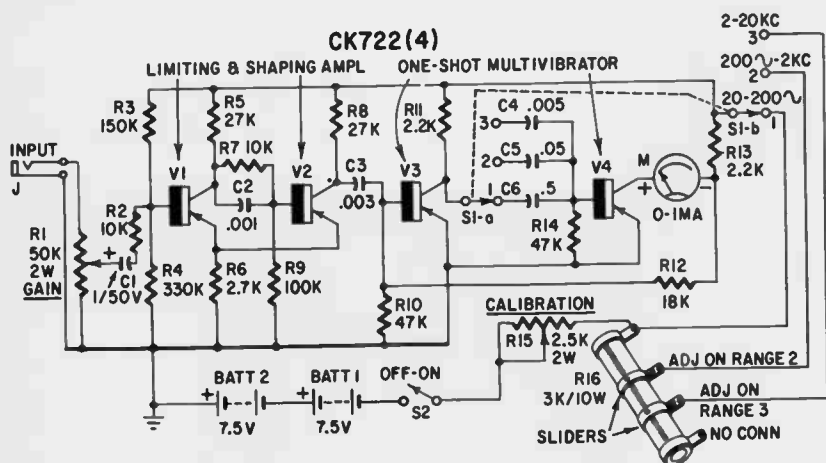 CK722(4)
LIMITING & SHAPING AMPL
ONE-SHOT MULTIVIBRATOR
2-20KC
3
200∿-2KC
2
20-200∿
1
S1-b
INPUT
J
R1
50K
2W
GAIN
R2
10K
+
C1
1/50V
R3
150K
R4
330K
V1
R5
27K
R7 10K
C2
.001
R6
2.7K
V2
R9
100K
R8
27K
C3
.003
R10
47K
V3
R11
2.2K
S1-a
1
3
C4 .005
2
C5 .05
C6 .5
V4
R14
47K
M
+
-
0-1MA
R13
2.2K
R12
18K
+
BATT 2
7.5V
+
BATT 1
7.5V
OFF-ON
S2
CALIBRATION
R15
2.5K
2W
R16
3K/10W
SLIDERS
ADJ ON RANGE 2
ADJ ON
RANGE 3
NO CONN